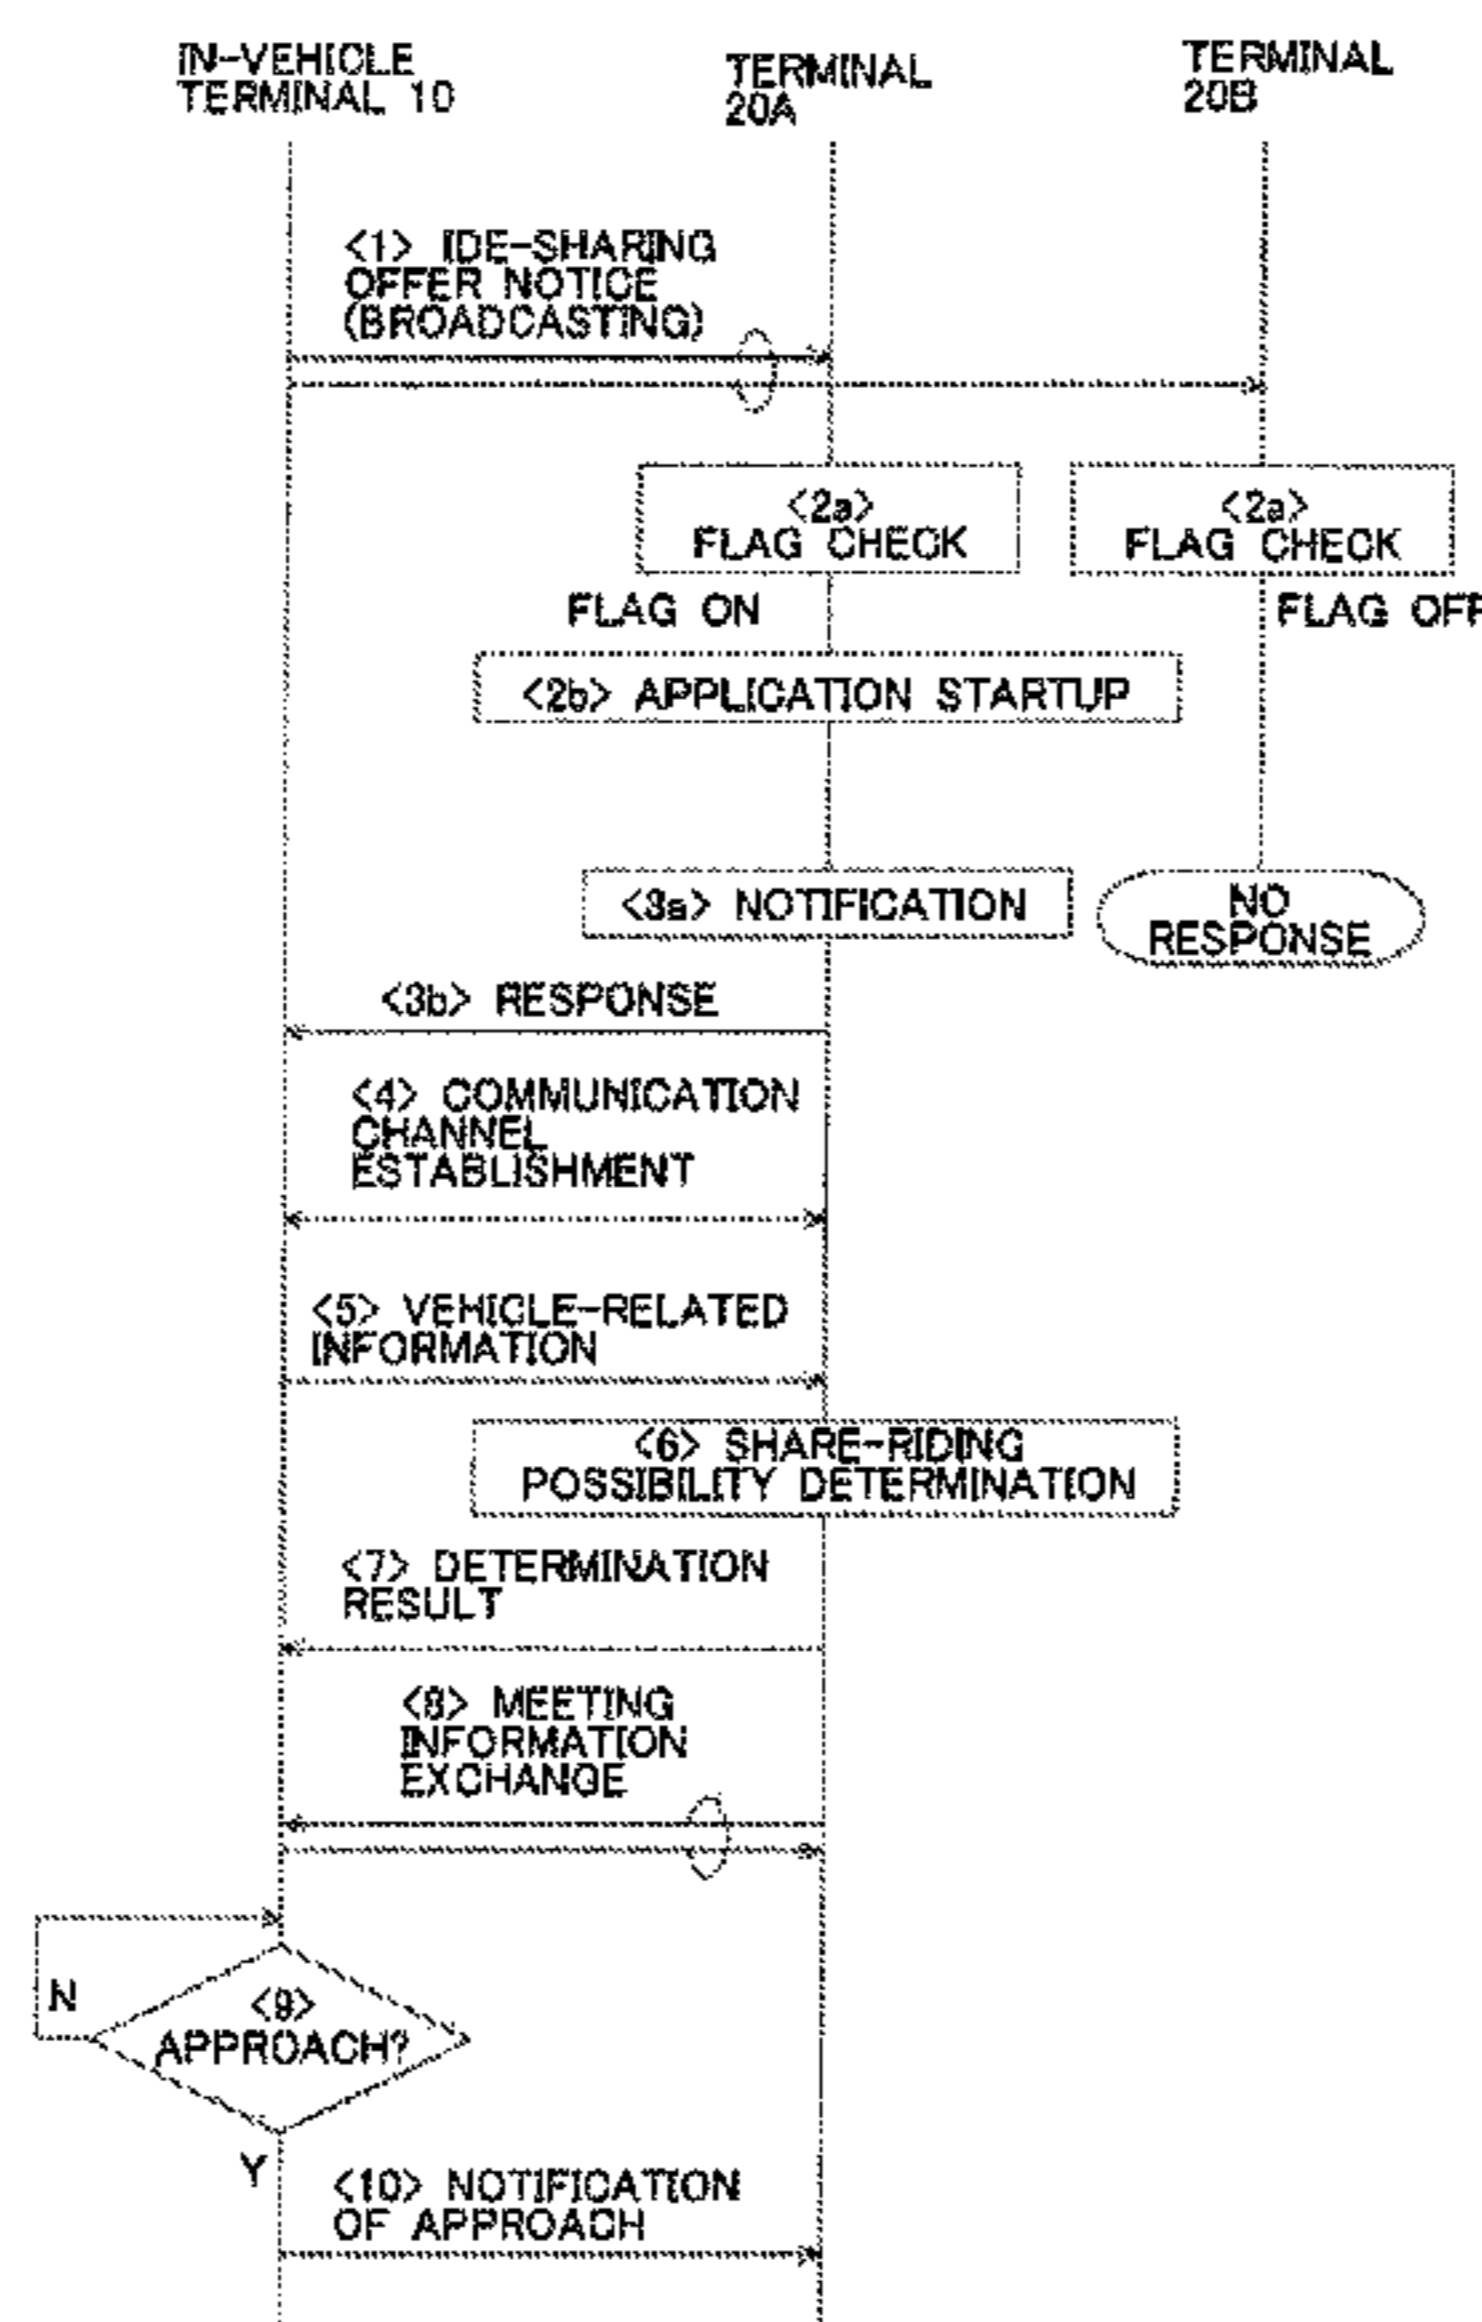 IN-VEHICLE
TERMINAL 10
TERMINAL
20A
TERMINAL
20B
<1> IDE-SHARING
OFFER NOTICE
(BROADCASTING)
<2a>
FLAG CHECK
<2a>
FLAG CHECK
FLAG ON
FLAG OFF
<2b> APPLICATION STARTUP
<3a> NOTIFICATION
NO
RESPONSE
<3b> RESPONSE
<4> COMMUNICATION
CHANNEL
ESTABLISHMENT
<5> VEHICLE-RELATED
INFORMATION
<6> SHARE-RIDING
POSSIBILITY DETERMINATION
<7> DETERMINATION
RESULT
<8> MEETING
INFORMATION
EXCHANGE
N
<9>
APPROACH?
Y
<10> NOTIFICATION
OF APPROACH